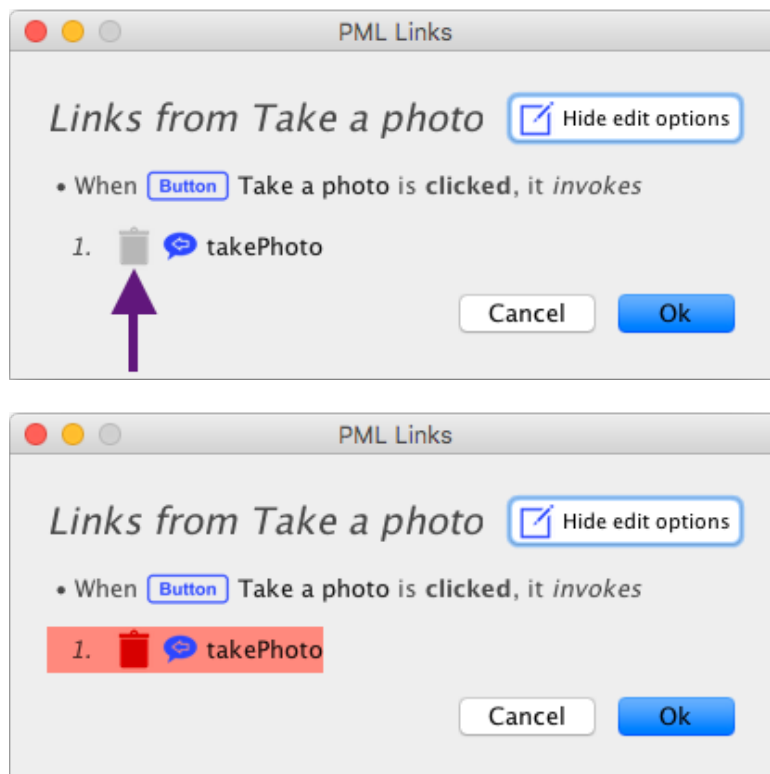 PML Links
Links from Take a photo Hide edit options
• When Button Take a photo is clicked, it invokes
1. takePhoto
Cancel Ok
PML Links
Links from Take a photo Hide edit options
• When Button Take a photo is clicked, it invokes
1. takePhoto
Cancel Ok